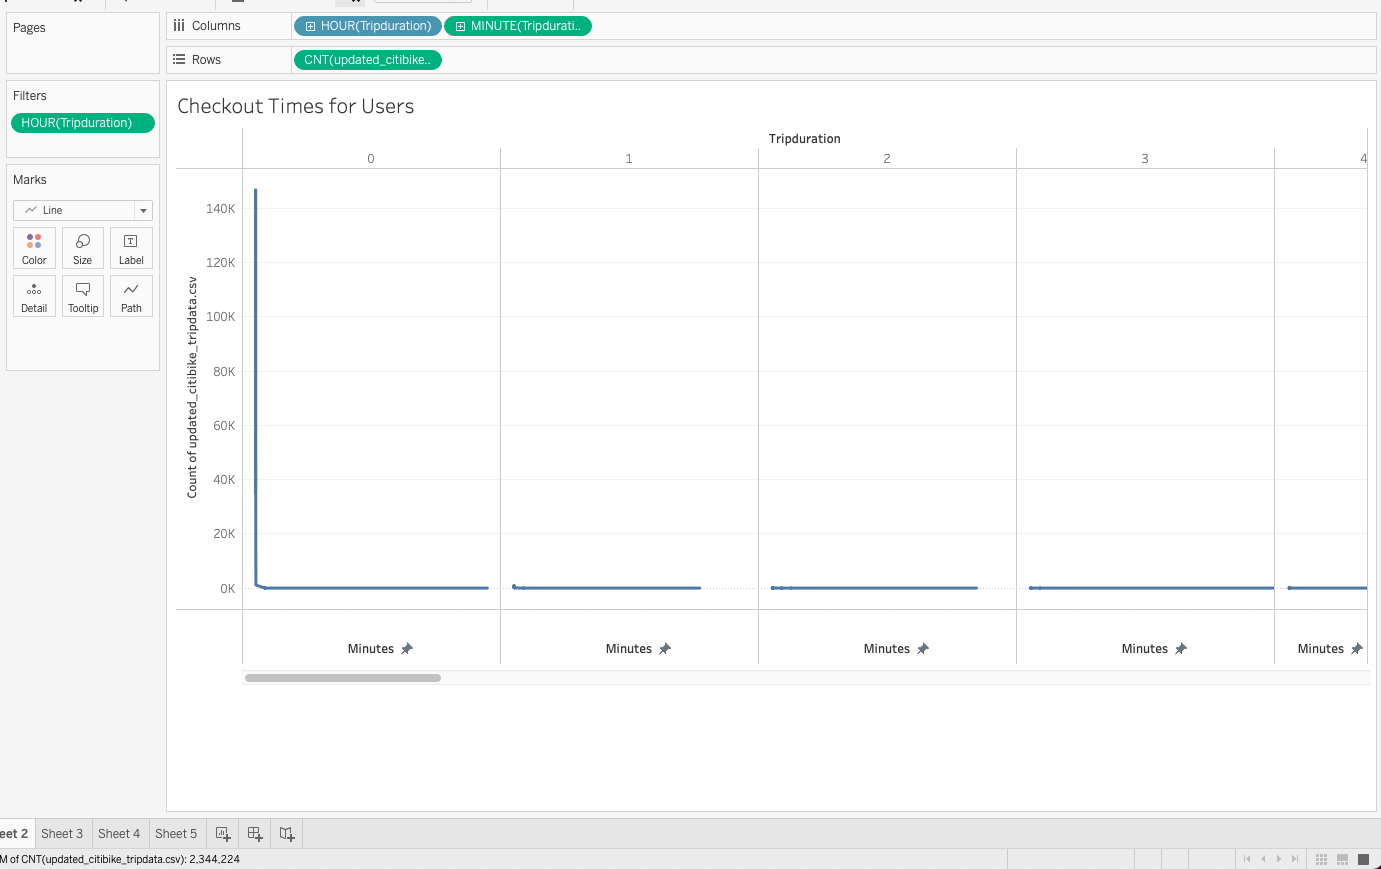 Pages
Columns
HOUR(Tripduration)
MINUTE(Tripdurati..
Rows
CNT(updated_citibike..
Filters
HOUR(Tripduration)
Marks
Line
Color
Size
Label
Detail
Tooltip
Path
Checkout Times for Users
Tripduration
0
1
2
3
4
140K
120K
100K
80K
60K
40K
20K
0K
Count of updated_citibike_tripdata.csv
Minutes
Minutes
Minutes
Minutes
Minutes
eet 2
Sheet 3
Sheet 4
Sheet 5
M of CNT(updated_citibike_tripdata.csv): 2,344,224